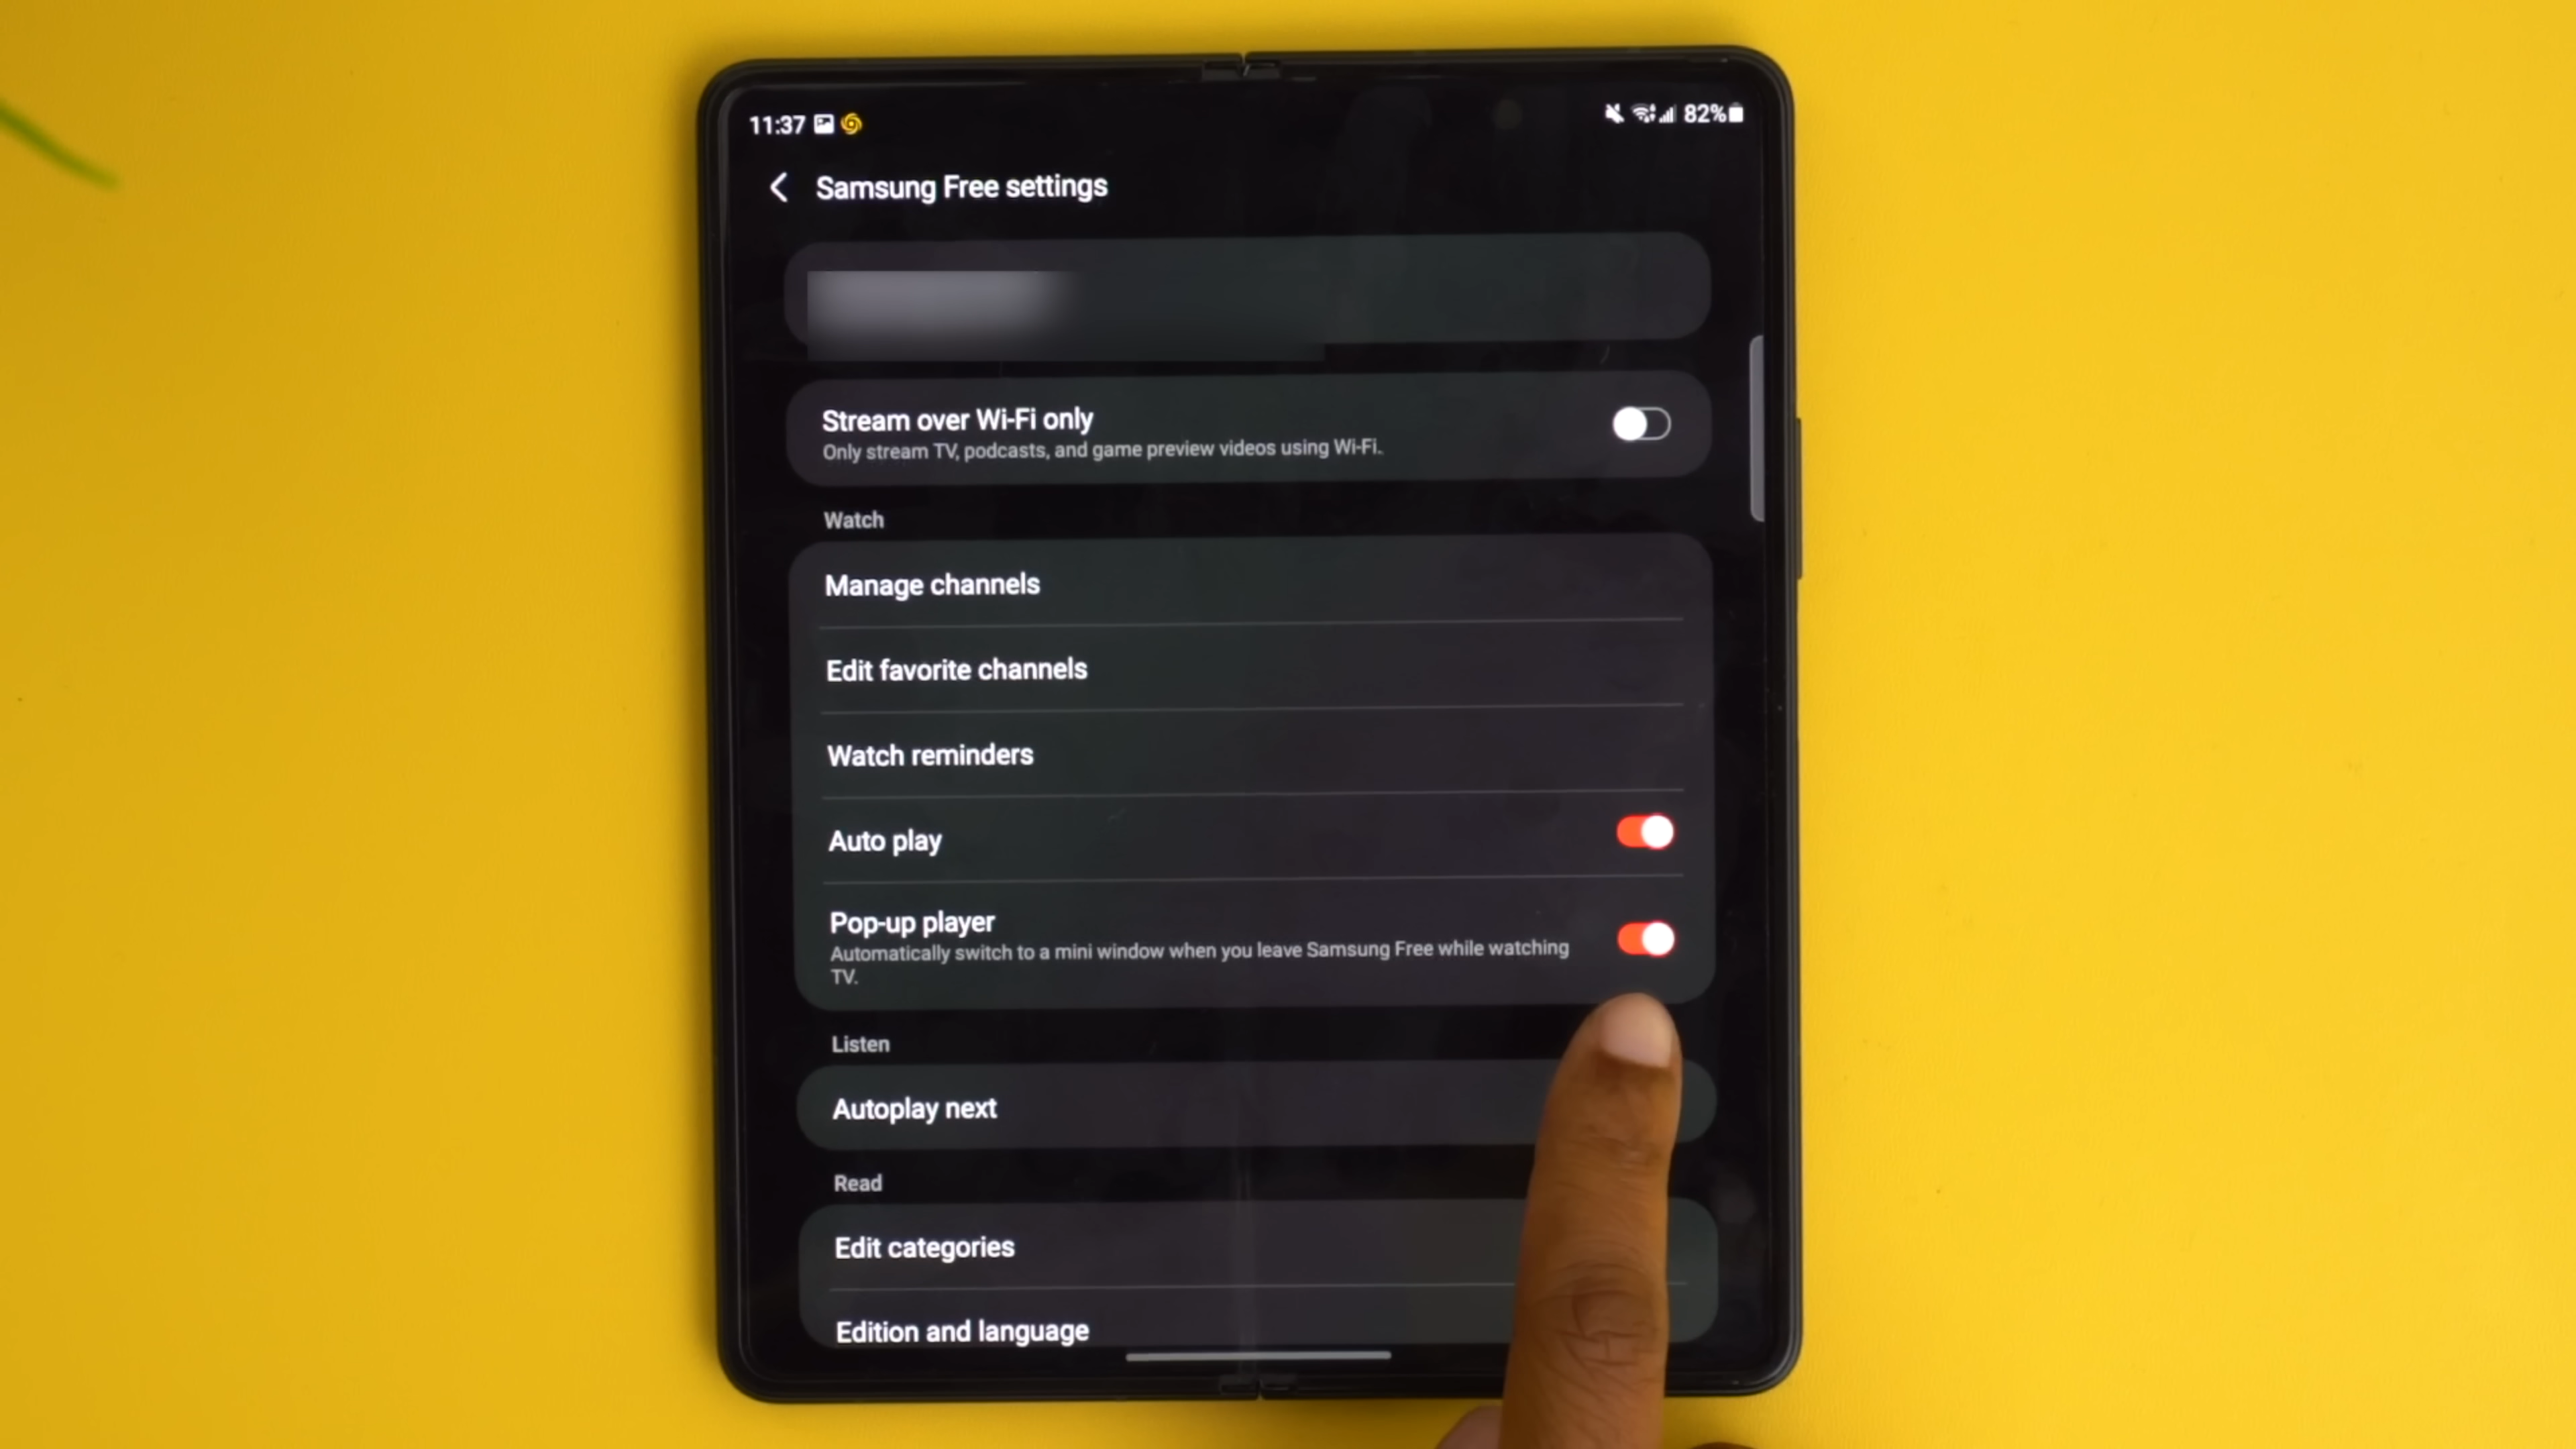 11:37
82%
Samsung Free settings
Stream over Wi-Fi only
Only stream TV, podcasts, and game preview videos using Wi-Fi.
Watch
Manage channels
Edit favorite channels
Watch reminders
Auto play
Pop-up player
Automatically switch to a mini window when you leave Samsung Free while watching
TV.
Listen
Autoplay next
Read
Edit categories
Edition and language